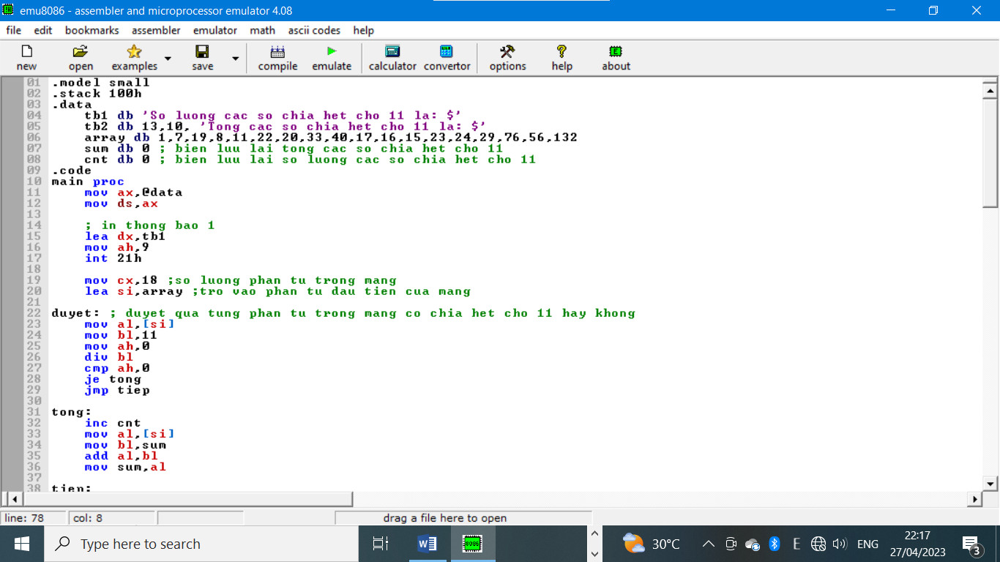 emu8086 - assembler and microprocessor emulator 4.08
file edit bookmarks assembler emulator math ascii codes help
new open examples save compile emulate calculator convertor options help about
01 .model small
02 .stack 100h
03 .data
04 tb1 db 'So luong cac so chia het cho 11 la: $'
05 tb2 db 13,10, 'Tong cac so chia het cho 11 la: $'
06 array db 1,7,19,8,11,22,20,33,40,17,16,15,23,24,29,76,56,132
07 sum db 0 ; bien luu lai tong cac so chia het cho 11
08 cnt db 0 ; bien luu lai so luong cac so chia het cho 11
09 .code
10 main proc
11 mov ax,@data
12 mov ds,ax
13
14 ; in thong bao 1
15 lea dx,tb1
16 mov ah,9
17 int 21h
18
19 mov cx,18 ;so luong phan tu trong mang
20 lea si,array ;tro vao phan tu dau tien cua mang
21
22 duyet: ; duyet qua tung phan tu trong mang co chia het cho 11 hay khong
23 mov al,[si]
24 mov bl,11
25 mov ah,0
26 div bl
27 cmp ah,0
28 je tong
29 jmp tiep
30
31 tong:
32 inc cnt
33 mov al,[si]
34 mov bl,sum
35 add al,bl
36 mov sum,al
37
38 tiep:
line: 78 col: 8 drag a file here to open
Type here to search 30°C ENG 22:17
27/04/2023 3